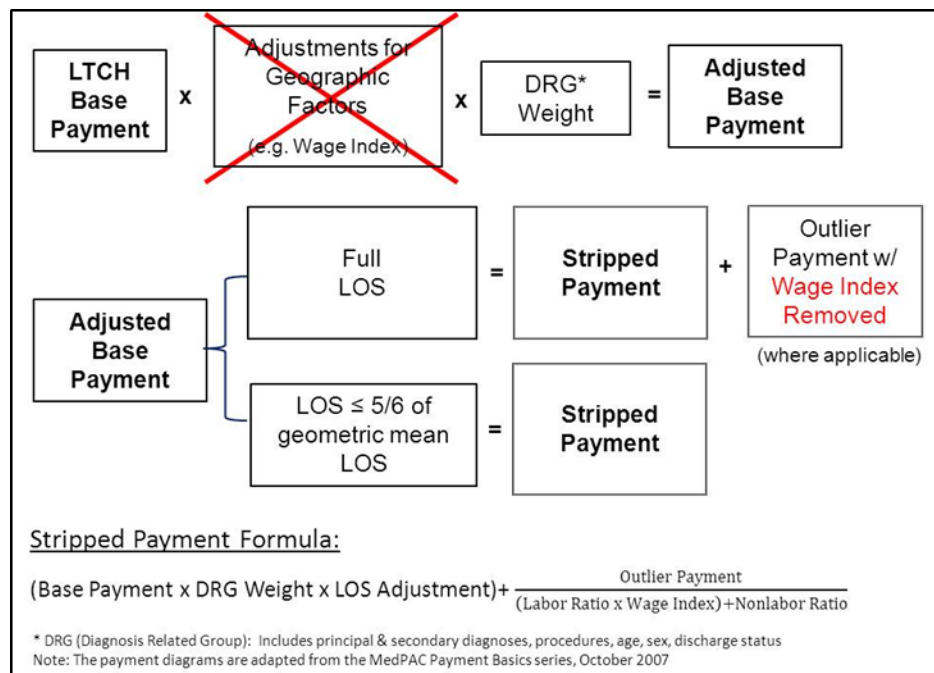 LTCH
Base
Payment
x
Adjustments for
Geographic
Factors
(e.g. Wage Index)
x
DRG*
Weight
=
Adjusted
Base
Payment
Adjusted
Base
Payment
Full
LOS
=
Stripped
Payment
+
Outlier
Payment w/
Wage Index
Removed
(where applicable)
LOS ≤ 5/6 of
geometric mean
LOS
=
Stripped
Payment
Stripped Payment Formula:
(Base Payment x DRG Weight x LOS Adjustment)+
Outlier Payment
(Labor Ratio x Wage Index)+Nonlabor Ratio
* DRG (Diagnosis Related Group): Includes principal & secondary diagnoses, procedures, age, sex, discharge status
Note: The payment diagrams are adapted from the MedPAC Payment Basics series, October 2007